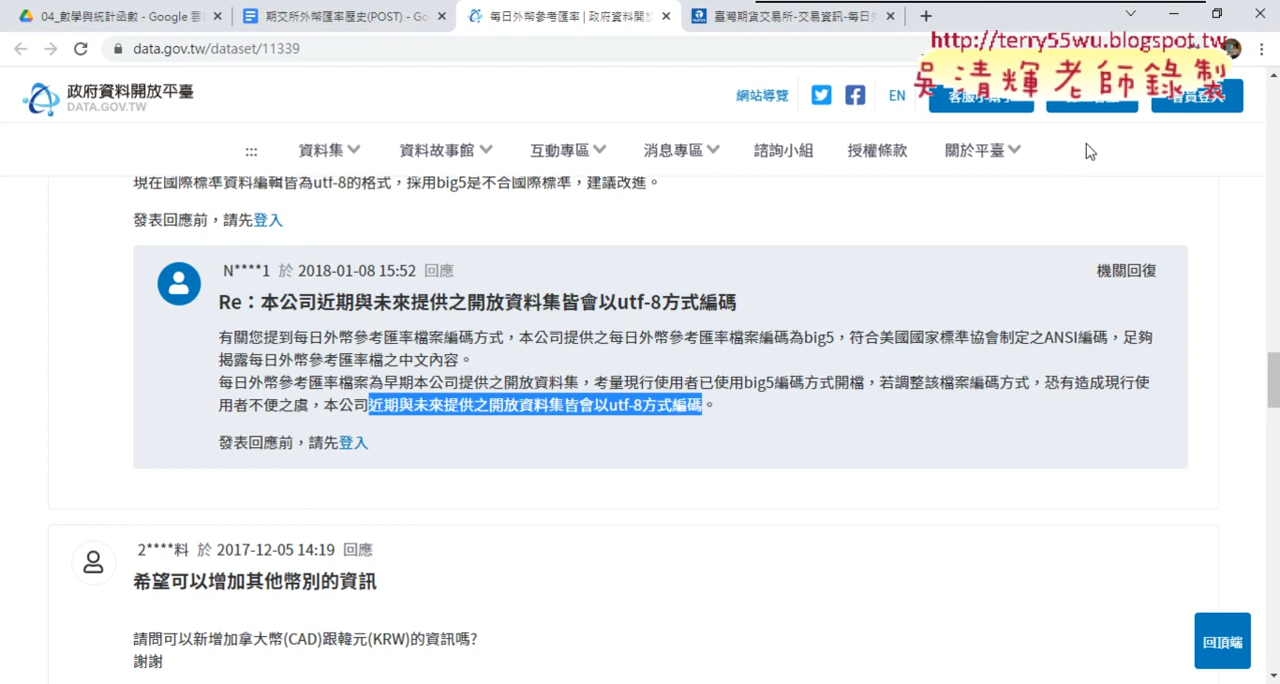 04_數學與統計函數 - Google 雲
期交所外幣匯率歷史(POST) - Go
每日外幣參考匯率 | 政府資料開放
臺灣期貨交易所-交易資訊-每日外
data.gov.tw/dataset/11339
http://terry55wu.blogspot.tw
吳清輝老師錄製
政府資料開放平臺
DATA.GOV.TW
網站導覽
EN
會員登入
:::
資料集
資料故事館
互動專區
消息專區
諮詢小組
授權條款
關於平臺
現在國際標準資料編輯皆為utf-8的格式，採用big5是不合國際標準，建議改進。
發表回應前，請先登入
N****1 於 2018-01-08 15:52 回應
機關回復
Re：本公司近期與未來提供之開放資料集皆會以utf-8方式編碼
有關您提到每日外幣參考匯率檔案編碼方式，本公司提供之每日外幣參考匯率檔案編碼為big5，符合美國國家標準協會制定之ANSI編碼，足夠
揭露每日外幣參考匯率檔之中文內容。
每日外幣參考匯率檔案為早期本公司提供之開放資料集，考量現行使用者已使用big5編碼方式開檔，若調整該檔案編碼方式，恐有造成現行使
用者不便之虞，本公司近期與未來提供之開放資料集皆會以utf-8方式編碼。
發表回應前，請先登入
2****料 於 2017-12-05 14:19 回應
希望可以增加其他幣別的資訊
請問可以新增加拿大幣(CAD)跟韓元(KRW)的資訊嗎?
謝謝
回頂端